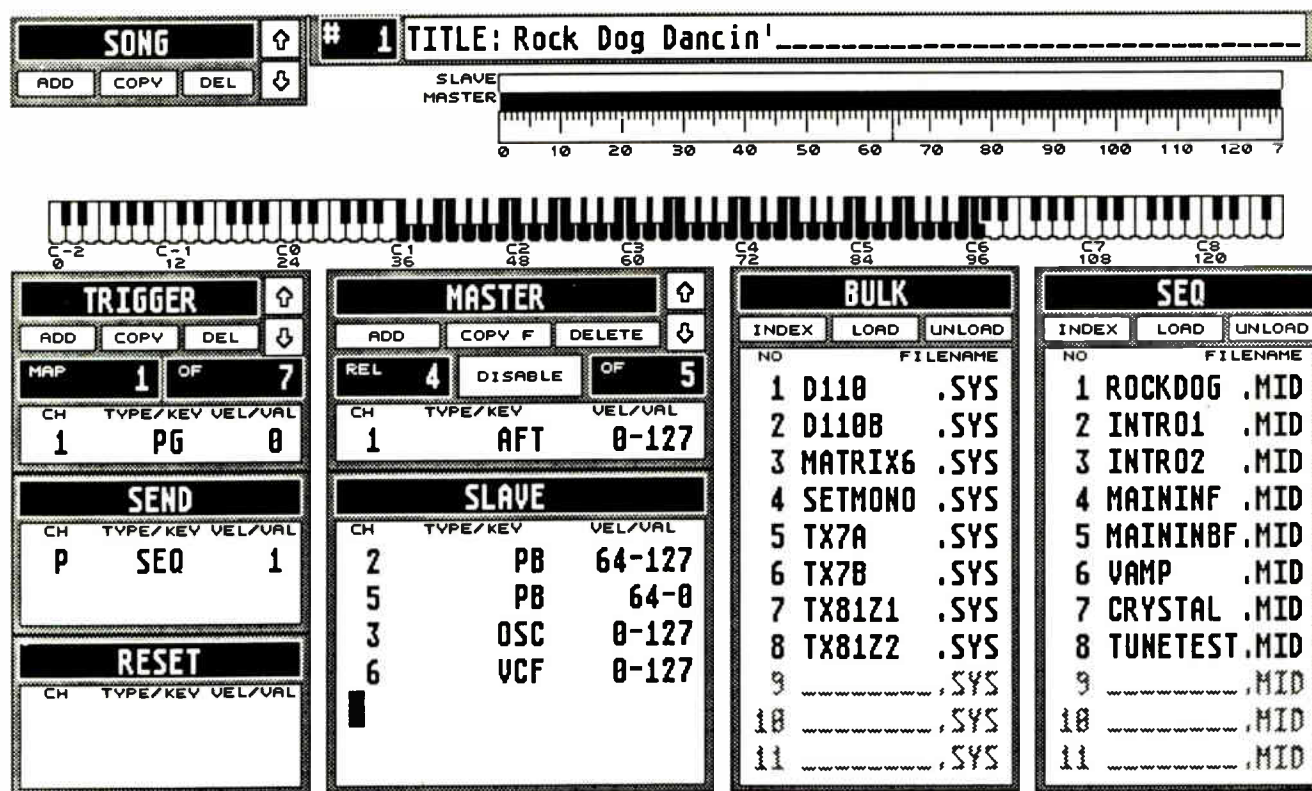 SONG
ADD COPY DEL
# 1 TITLE: Rock Dog Dancin'
SLAVE
MASTER
0 10 20 30 40 50 60 70 80 90 100 110 120 7
C-2 C-1 C0 C1 C2 C3 C4 C5 C6 C7 C8
0 12 24 36 48 60 72 84 96 108 120
TRIGGER
ADD COPY DEL
MAP 1 OF 7
CH TYPE/KEY VEL/VAL
1 PG 0
SEND
CH TYPE/KEY VEL/VAL
P SEQ 1
RESET
CH TYPE/KEY VEL/VAL
MASTER
ADD COPY F DELETE
REL 4 DISABLE OF 5
CH TYPE/KEY VEL/VAL
1 AFT 0-127
SLAVE
CH TYPE/KEY VEL/VAL
2 PB 64-127
5 PB 64-0
3 OSC 0-127
6 VCF 0-127
BULK
INDEX LOAD UNLOAD
NO FILENAME
1 D110 .SYS
2 D110B .SYS
3 MATRIX6 .SYS
4 SETMONO .SYS
5 TX7A .SYS
6 TX7B .SYS
7 TX81Z1 .SYS
8 TX81Z2 .SYS
9 ________.SYS
10 ________.SYS
11 ________.SYS
SEQ
INDEX LOAD UNLOAD
NO FILENAME
1 ROCKDOG .MID
2 INTRO1 .MID
3 INTRO2 .MID
4 MAININF .MID
5 MAININBF.MID
6 VAMP .MID
7 CRYSTAL .MID
8 TUNETEST.MID
9 ________.MID
10 ________.MID
11 ________.MID